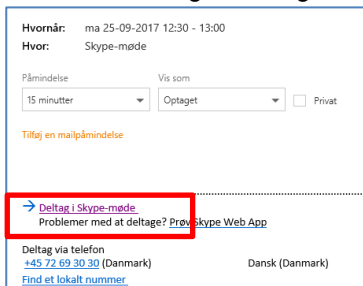 Hvornår: ma 25-09-2017 12:30 - 13:00
Hvor: Skype-møde
Påmindelse Vis som
15 minutter Optaget Privat
Tilføj en mailpåmindelse
→ Deltag i Skype-møde
Problemer med at deltage? Prøv Skype Web App
Deltag via telefon
+45 72 69 30 30 (Danmark) Dansk (Danmark)
Find et lokalt nummer